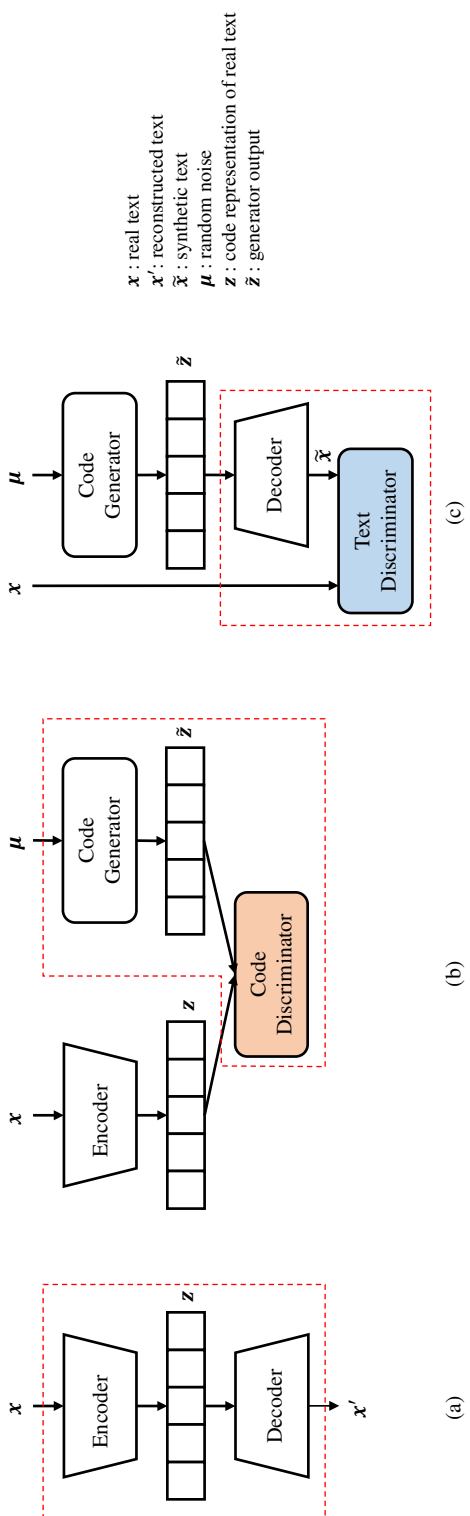 x
Encoder
z
Decoder
x′
(a)
x
μ
Encoder
Code
Generator
z
z̃
Code
Discriminator
(b)
x
μ
Code
Generator
z̃
Decoder
x̃
Text
Discriminator
(c)
x : real text
x′: reconstructed text
x̃ : synthetic text
μ : random noise
z : code representation of real text
z̃ : generator output